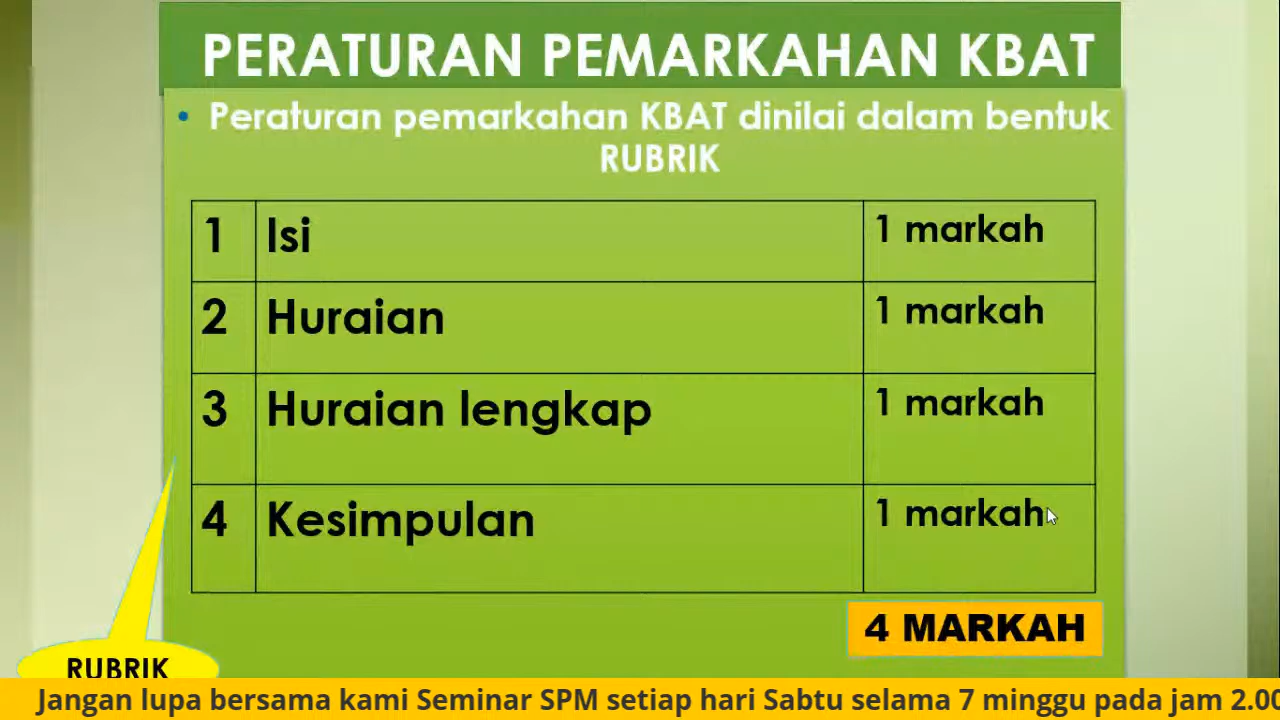 PERATURAN PEMARKAHAN KBAT
• Peraturan pemarkahan KBAT dinilai dalam bentuk
RUBRIK
1 Isi 1 markah
2 Huraian 1 markah
3 Huraian lengkap 1 markah
4 Kesimpulan 1 markah
4 MARKAH
RUBRIK
Jangan lupa bersama kami Seminar SPM setiap hari Sabtu selama 7 minggu pada jam 2.00